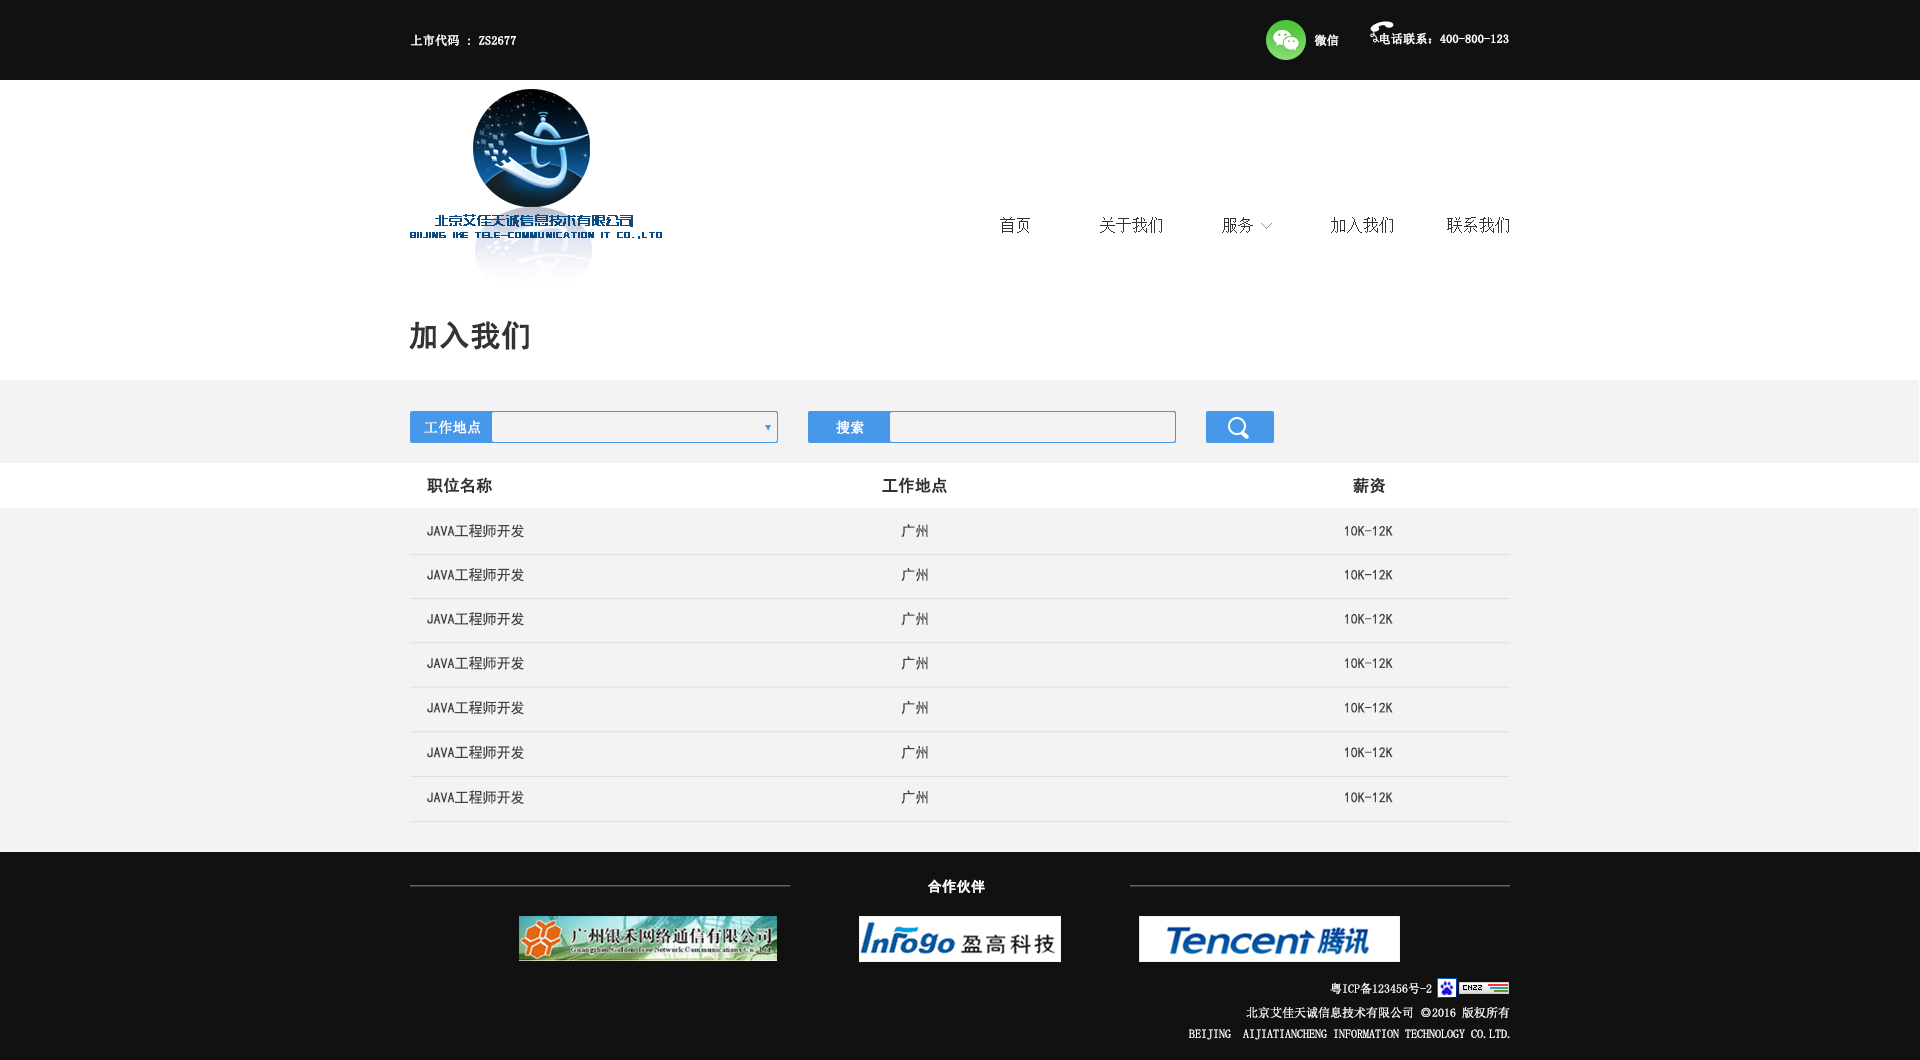 上市代码 : ZS2677
微信
电话联系: 400-800-123
北京艾佳天诚信息技术有限公司
BIIJING IHE TELE-COMMUNICATION IT CO.,LTD
首页 关于我们 服务 加入我们 联系我们
加入我们
工作地点 搜索
职位名称 工作地点 薪资
JAVA工程师开发 广州 10K-12K
JAVA工程师开发 广州 10K-12K
JAVA工程师开发 广州 10K-12K
JAVA工程师开发 广州 10K-12K
JAVA工程师开发 广州 10K-12K
JAVA工程师开发 广州 10K-12K
JAVA工程师开发 广州 10K-12K
合作伙伴
广州银禾网络通信有限公司
Guangzhou Golden Tree Network Communications Co., ltd
Infogo 盈高科技
Tencent 腾讯
粤ICP备123456号-2 CNZZ
北京艾佳天诚信息技术有限公司 ©2016 版权所有
BEIJING AIJIATIANCHENG INFORMATION TECHNOLOGY CO.LTD.